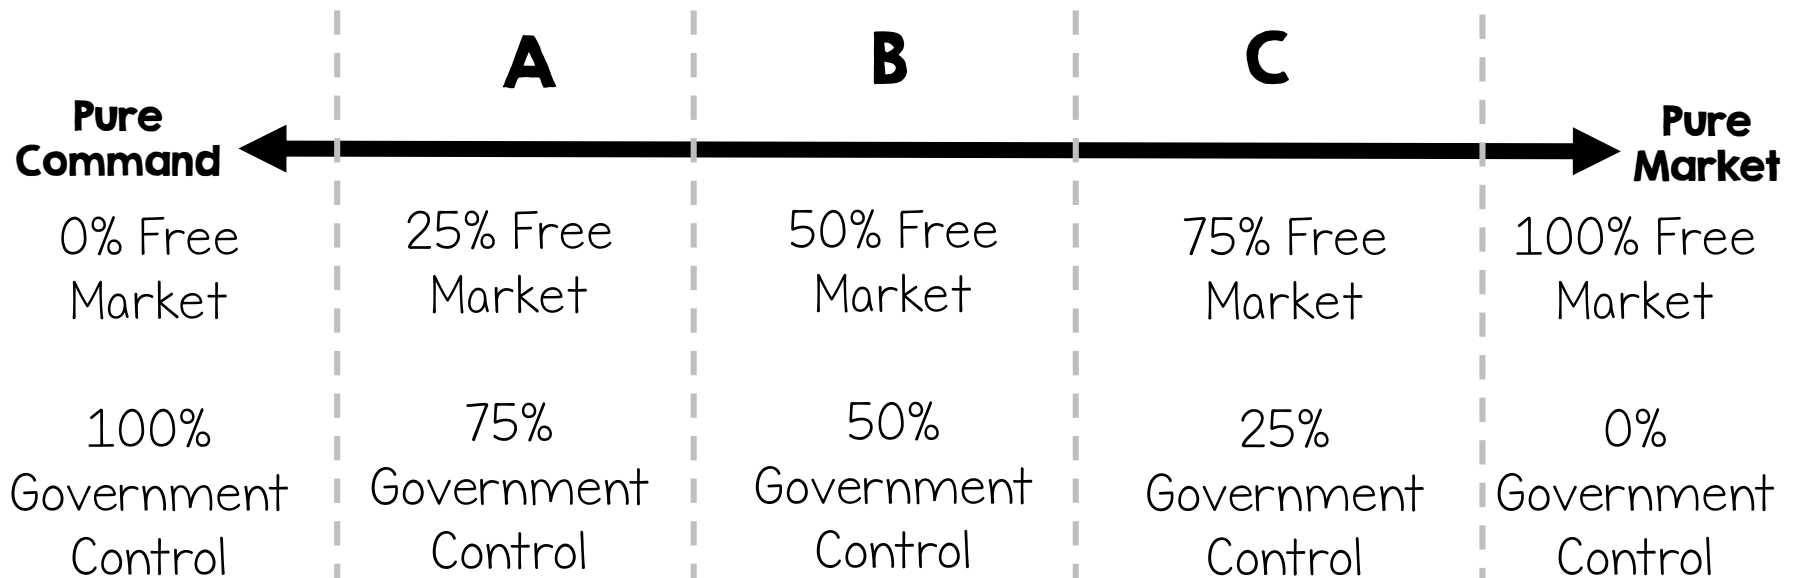 A
B
C
Pure
Command
Pure
Market
0% Free
Market
25% Free
Market
50% Free
Market
75% Free
Market
100% Free
Market
100%
Government
Control
75%
Government
Control
50%
Government
Control
25%
Government
Control
0%
Government
Control